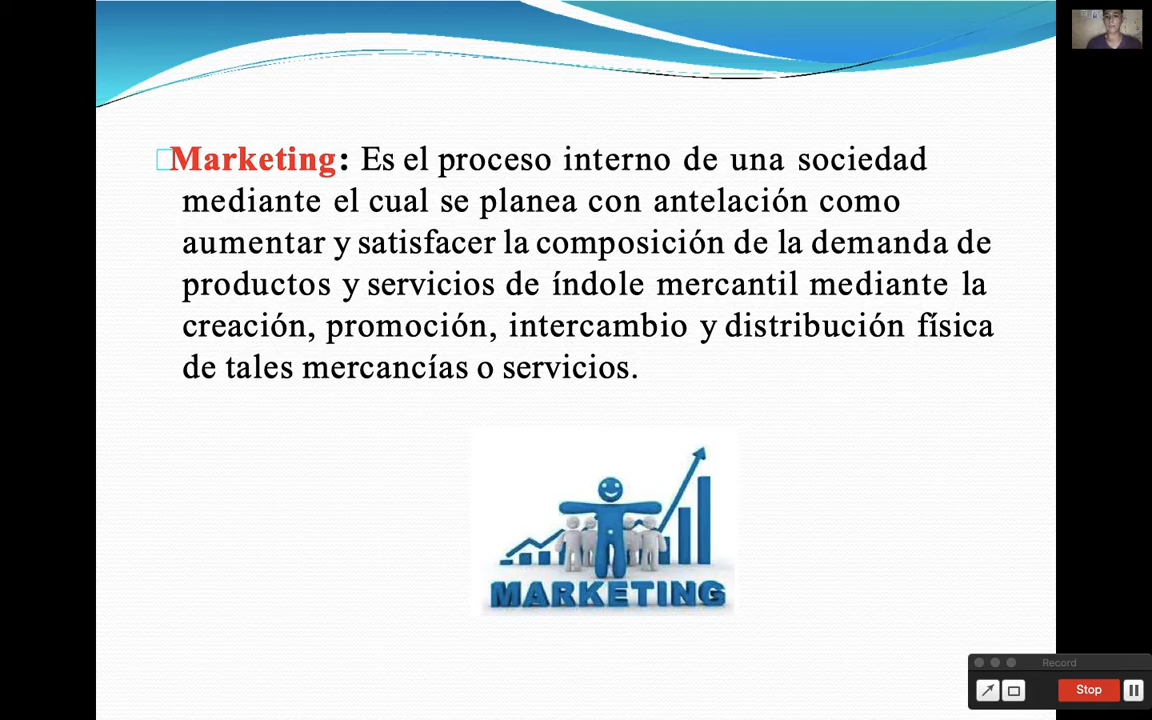 Marketing: Es el proceso interno de una sociedad
mediante el cual se planea con antelación como
aumentar y satisfacer la composición de la demanda de
productos y servicios de índole mercantil mediante la
creación, promoción, intercambio y distribución física
de tales mercancías o servicios.
MARKETING
Record
Stop